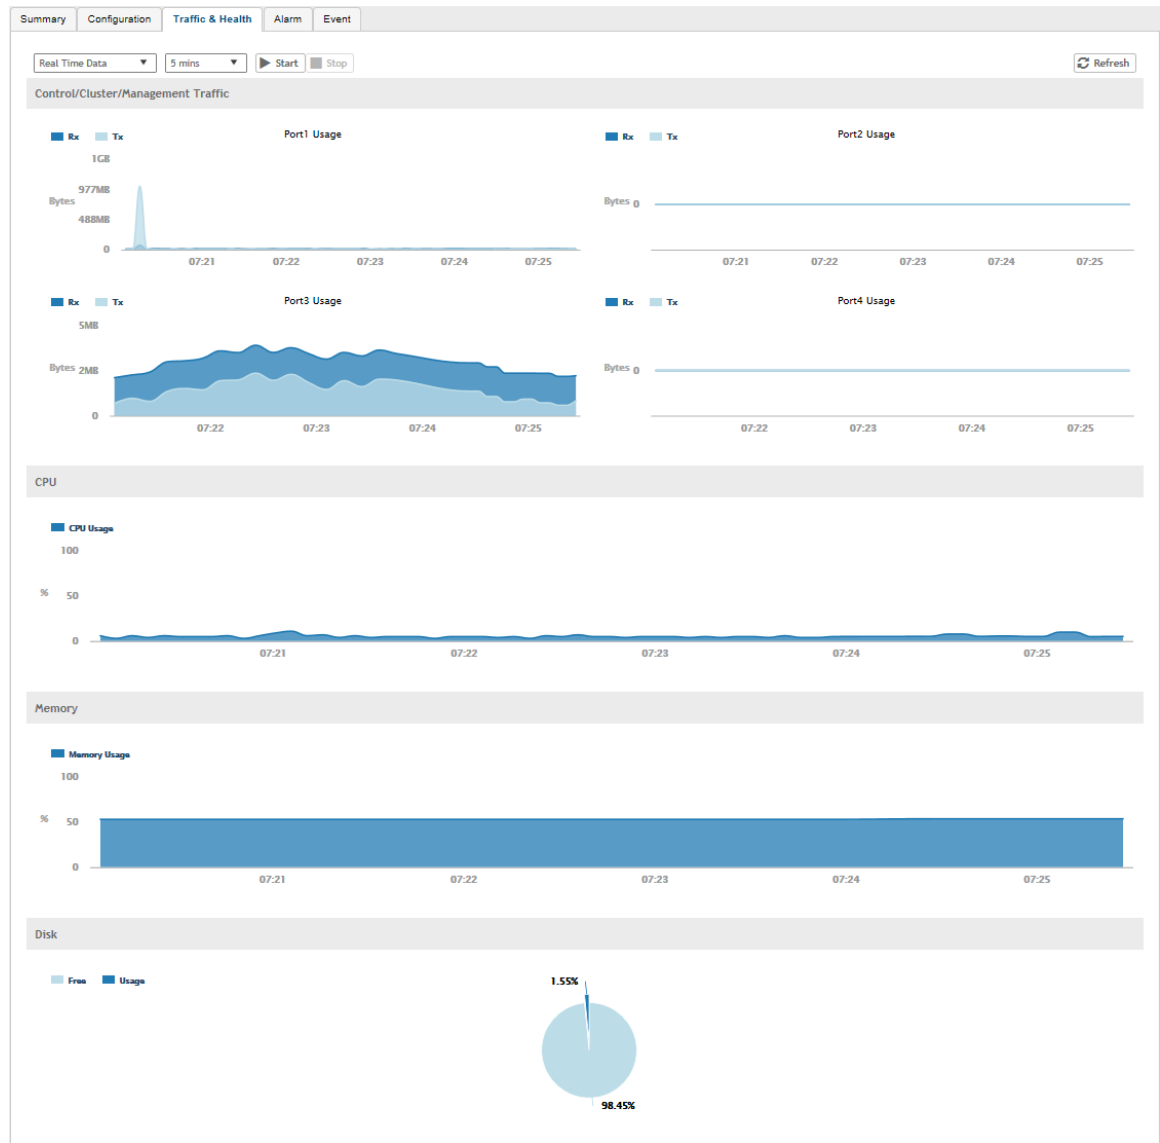 Summary Configuration Traffic & Health Alarm Event
Real Time Data 5 mins Start Stop Refresh
Control/Cluster/Management Traffic
Rx Tx Port1 Usage
1GB
977MB
Bytes
488MB
0
07:21 07:22 07:23 07:24 07:25
Rx Tx Port2 Usage
Bytes 0
07:21 07:22 07:23 07:24 07:25
Rx Tx Port3 Usage
5MB
Bytes 2MB
0
07:22 07:23 07:24 07:25
Rx Tx Port4 Usage
Bytes 0
07:22 07:23 07:24 07:25
CPU
CPU Usage
100
% 50
0
07:21 07:22 07:23 07:24 07:25
Memory
Memory Usage
100
% 50
0
07:21 07:22 07:23 07:24 07:25
Disk
Free Usage
1.55%
98.45%